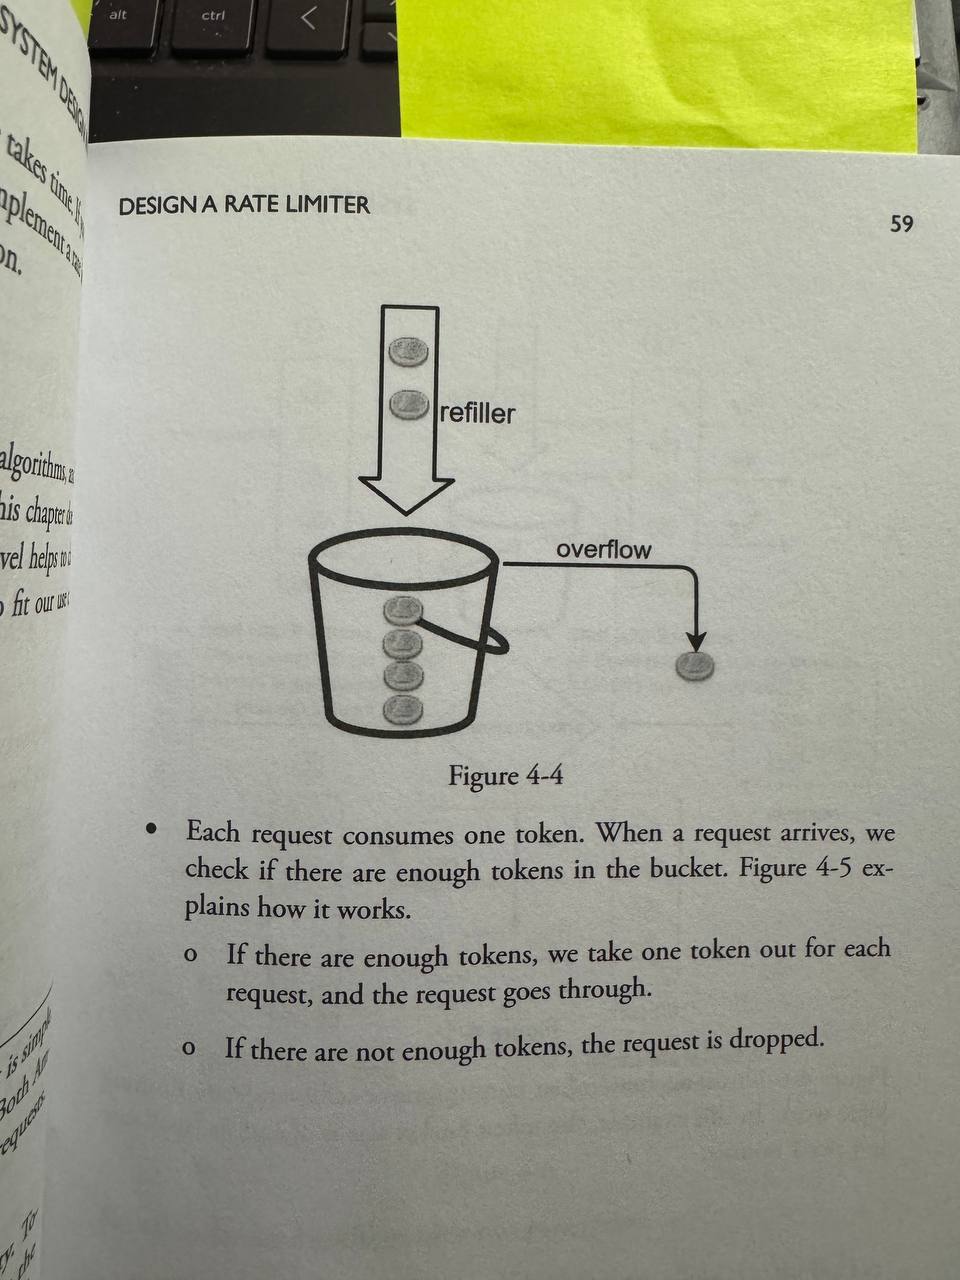 alt
ctrl
<
SYSTEM DESIGN
takes time. If
mplement a
on.
algorithms,
his chapter
vel helps to
fit our use
is simple
Both
requests
To
the
DESIGN A RATE LIMITER
59
refiller
overflow
Figure 4-4
• Each request consumes one token. When a request arrives, we
check if there are enough tokens in the bucket. Figure 4-5 ex-
plains how it works.
o If there are enough tokens, we take one token out for each
request, and the request goes through.
o If there are not enough tokens, the request is dropped.